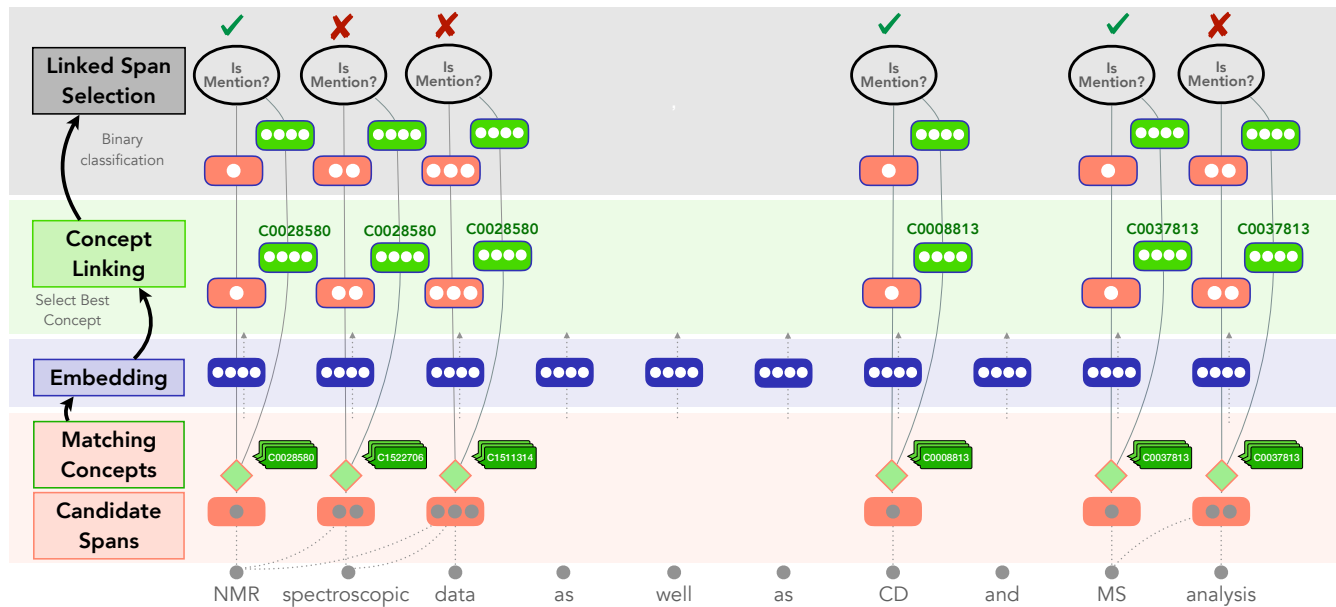 Linked Span
Selection
Is
Mention?
Is
Mention?
Is
Mention?
Is
Mention?
Is
Mention?
Is
Mention?
Binary
classification
Concept
Linking
C0028580
C0028580
C0028580
C0008813
C0037813
C0037813
Select Best
Concept
Embedding
Matching
Concepts
C0028580
C1522706
C1511314
C0008813
C0037813
C0037813
Candidate
Spans
NMR spectroscopic data as well as CD and MS analysis